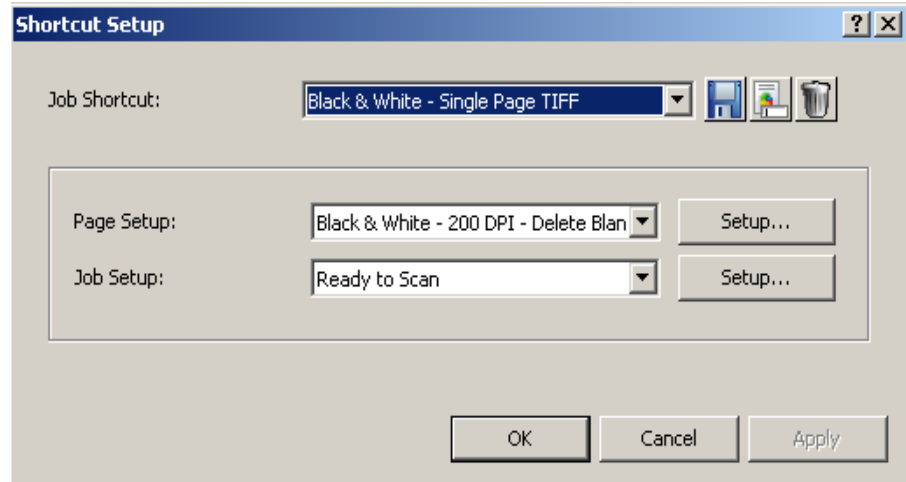 Shortcut Setup
Job Shortcut: Black & White - Single Page TIFF
Page Setup: Black & White - 200 DPI - Delete Blan Setup...
Job Setup: Ready to Scan Setup...
OK Cancel Apply